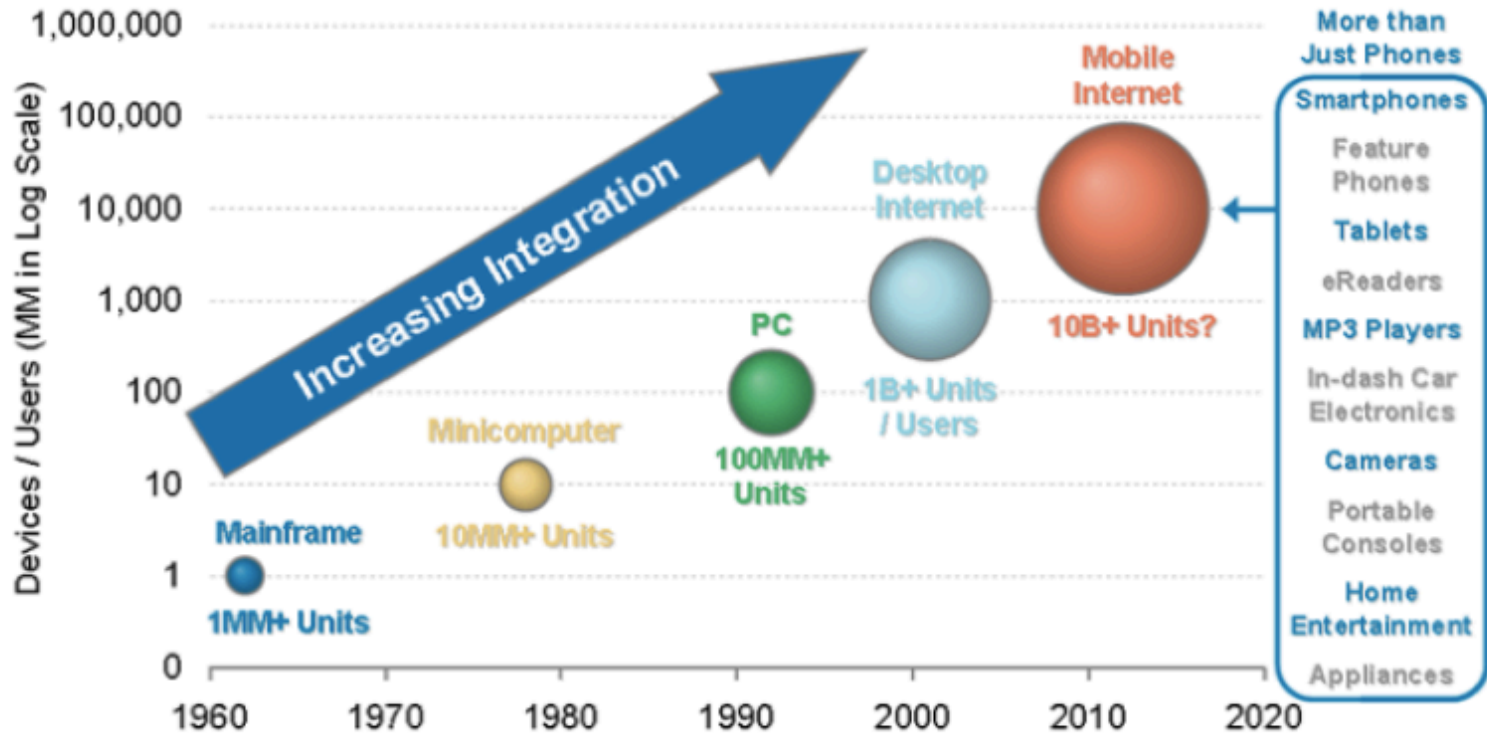 Devices / Users (MM in Log Scale)
1,000,000
100,000
10,000
1,000
100
10
1
0
1960
1970
1980
1990
2000
2010
2020
Increasing Integration
Mainframe
1MM+ Units
Minicomputer
10MM+ Units
PC
100MM+
Units
Desktop
Internet
1B+ Units
/ Users
Mobile
Internet
10B+ Units?
More than
Just Phones
Smartphones
Feature
Phones
Tablets
eReaders
MP3 Players
In-dash Car
Electronics
Cameras
Portable
Consoles
Home
Entertainment
Appliances